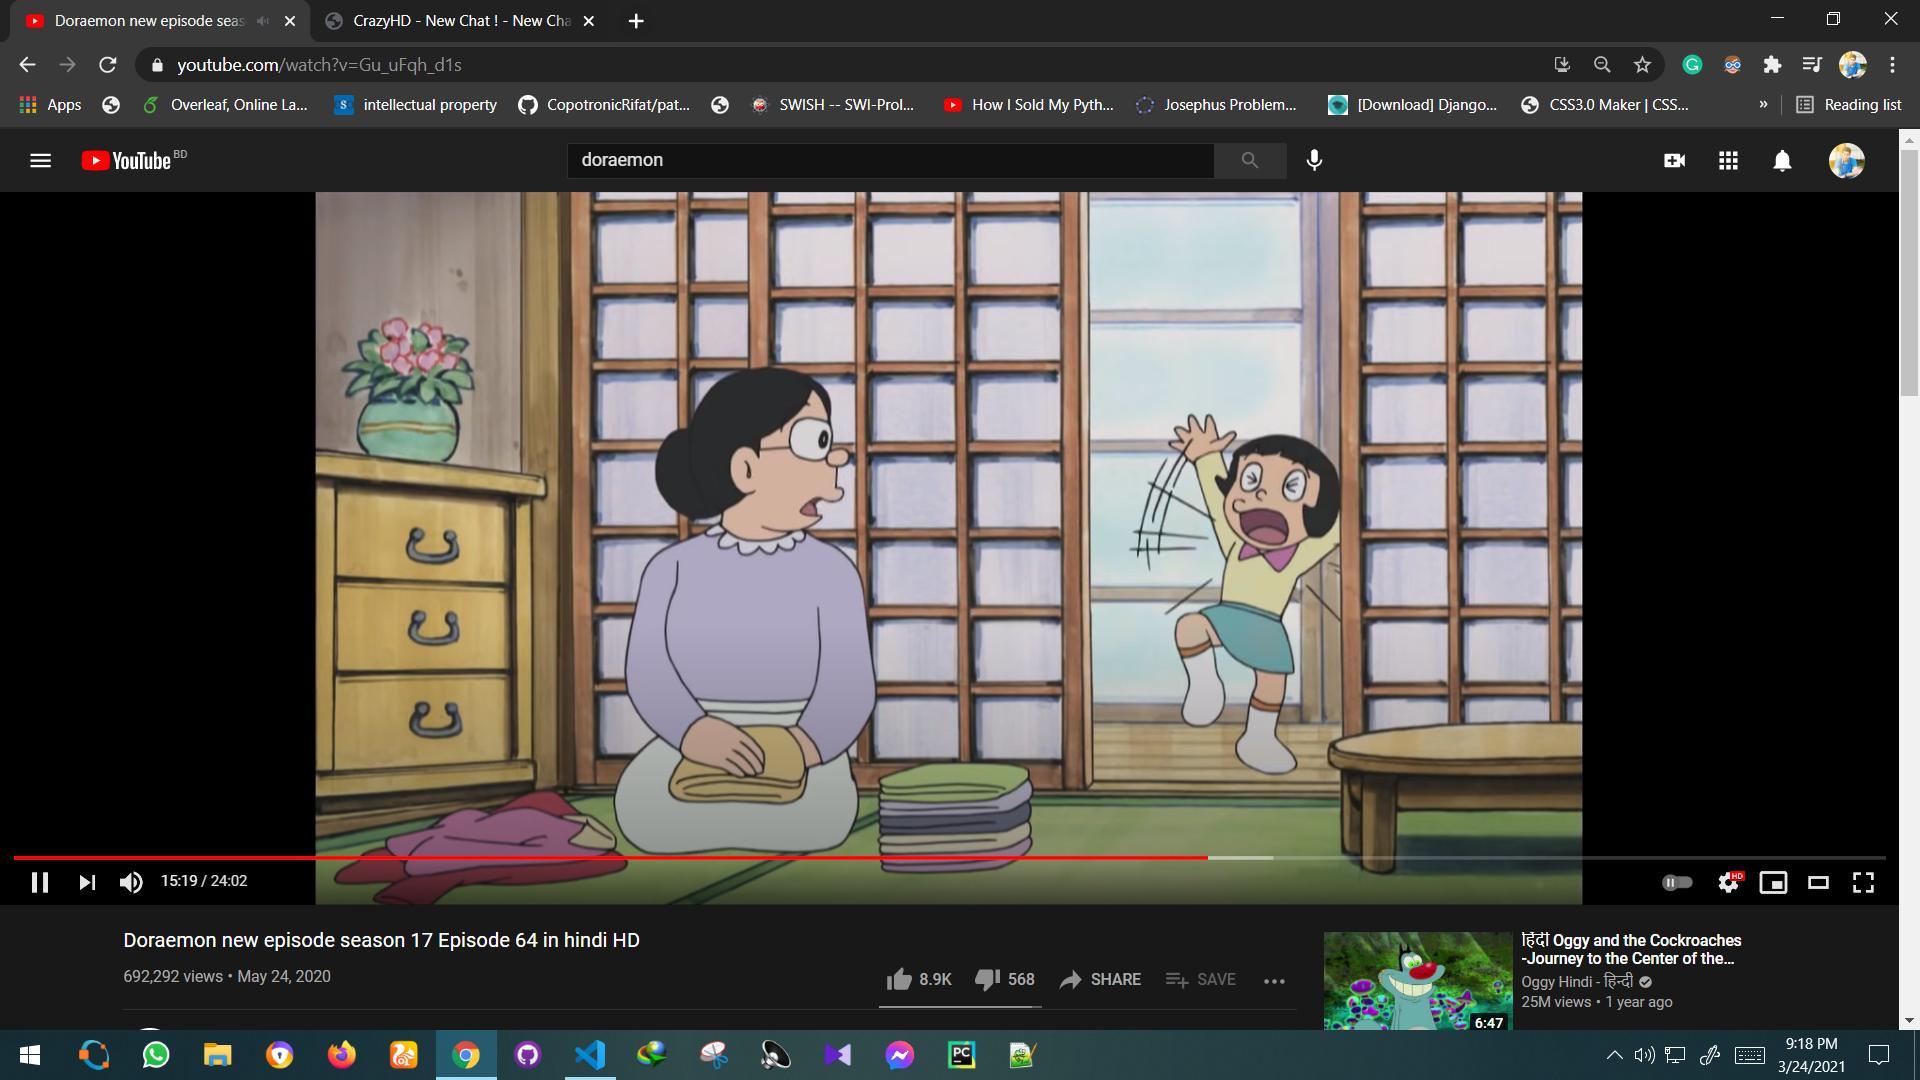 Doraemon new episode seas
CrazyHD - New Chat ! - New Cha
youtube.com/watch?v=Gu_uFqh_d1s
Apps
Overleaf, Online La...
intellectual property
CopotronicRifat/pat...
SWISH -- SWI-Prol...
How I Sold My Pyth...
Josephus Problem...
[Download] Django...
CSS3.0 Maker | CSS...
»
Reading list
YouTube BD
doraemon
15:19 / 24:02
HD
Doraemon new episode season 17 Episode 64 in hindi HD
692,292 views • May 24, 2020
8.9K
568
SHARE
SAVE
6:47
हिंदी Oggy and the Cockroaches
-Journey to the Center of the...
Oggy Hindi - हिन्दी
25M views • 1 year ago
PC
9:18 PM
3/24/2021